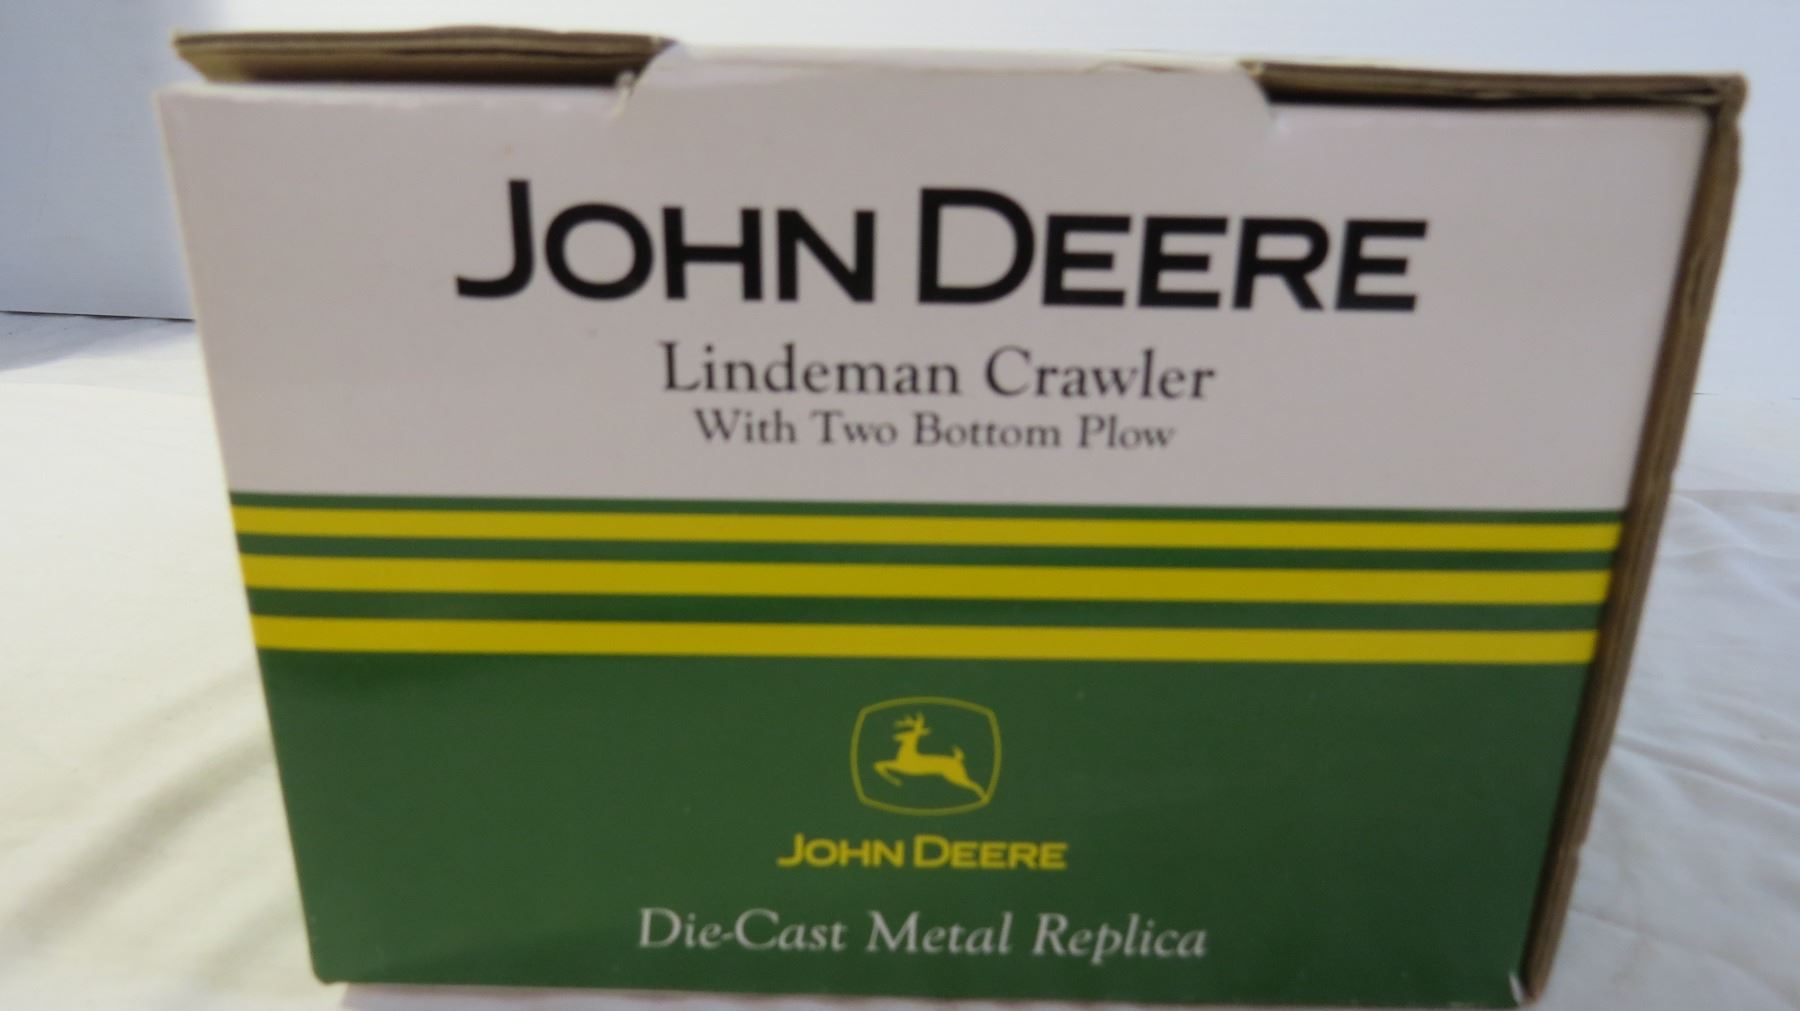 JOHN DEERE
Lindeman Crawler
With Two Bottom Plow
JOHN DEERE
Die-Cast Metal Replica